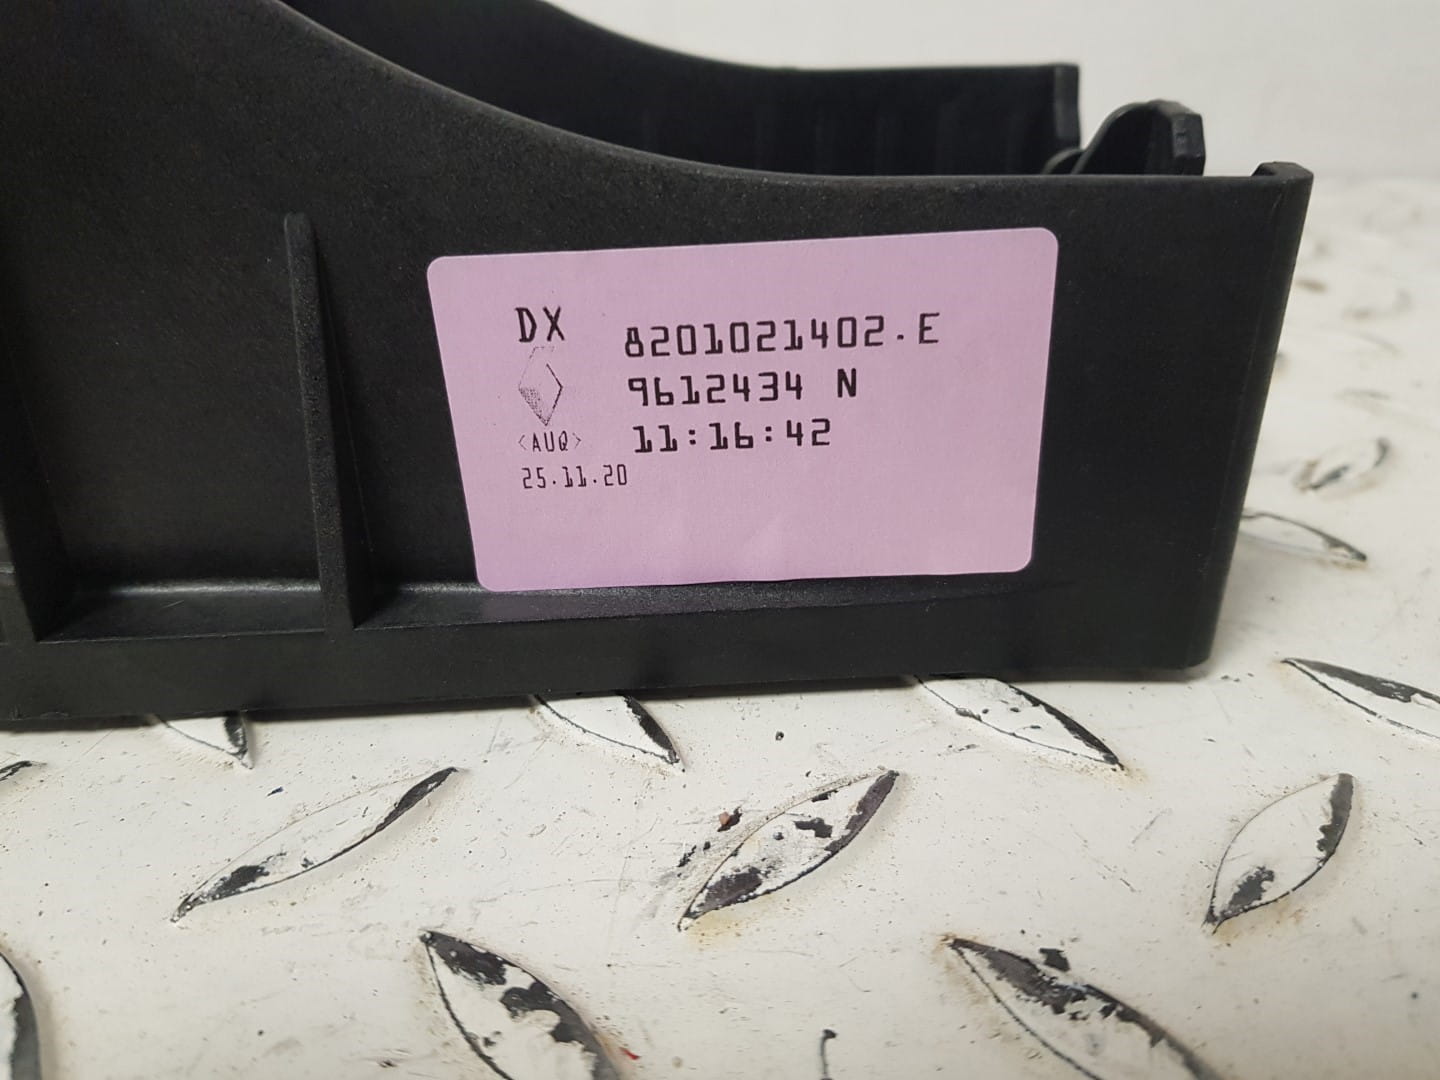 DX
8201021402.E
9612434 N
<AUQ> 11:16:42
25.11.20